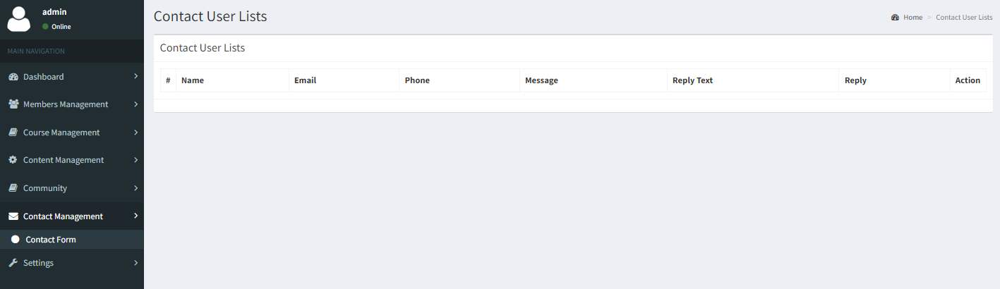 admin
Online
MAIN NAVIGATION
Dashboard
Members Management
Course Management
Content Management
Community
Contact Management
Contact Form
Settings
Contact User Lists
Home > Contact User Lists
Contact User Lists
# Name Email Phone Message Reply Text Reply Action